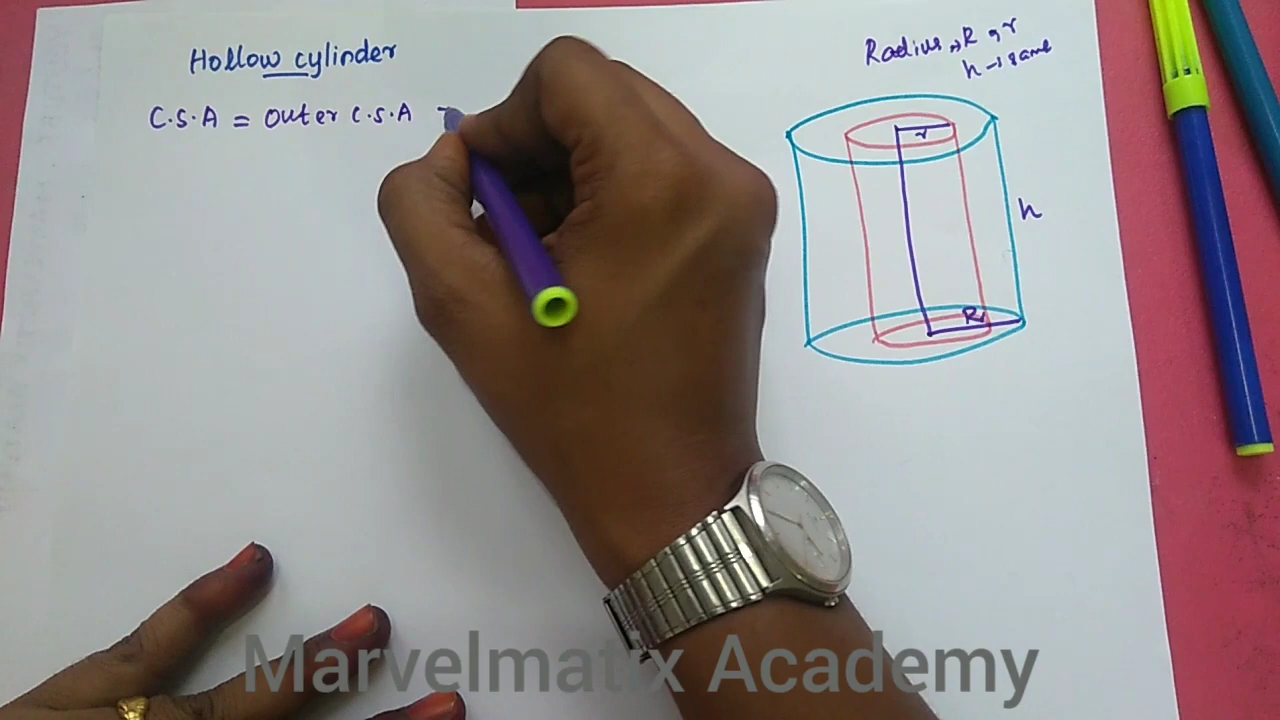 Hollow cylinder
C.S.A = outer C.S.A
Radius → R , r
h → same
r
h
R
Marvelmatix Academy